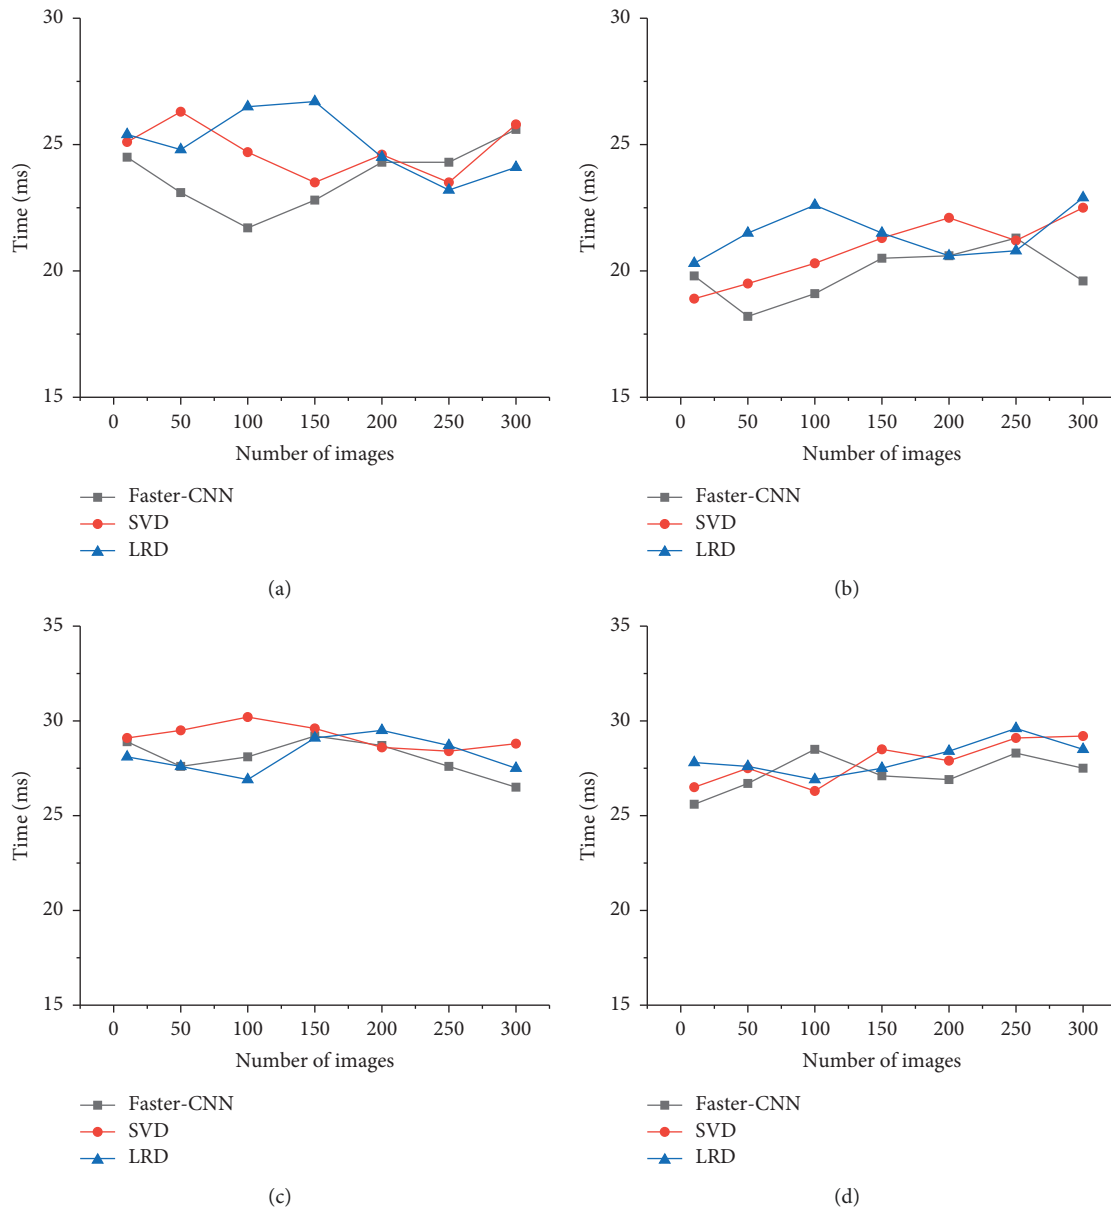 30
25
20
15
Time (ms)
0 50 100 150 200 250 300
Number of images
Faster-CNN
SVD
LRD
(a)
30
25
20
15
Time (ms)
0 50 100 150 200 250 300
Number of images
Faster-CNN
SVD
LRD
(b)
35
30
25
20
15
Time (ms)
0 50 100 150 200 250 300
Number of images
Faster-CNN
SVD
LRD
(c)
35
30
25
20
15
Time (ms)
0 50 100 150 200 250 300
Number of images
Faster-CNN
SVD
LRD
(d)